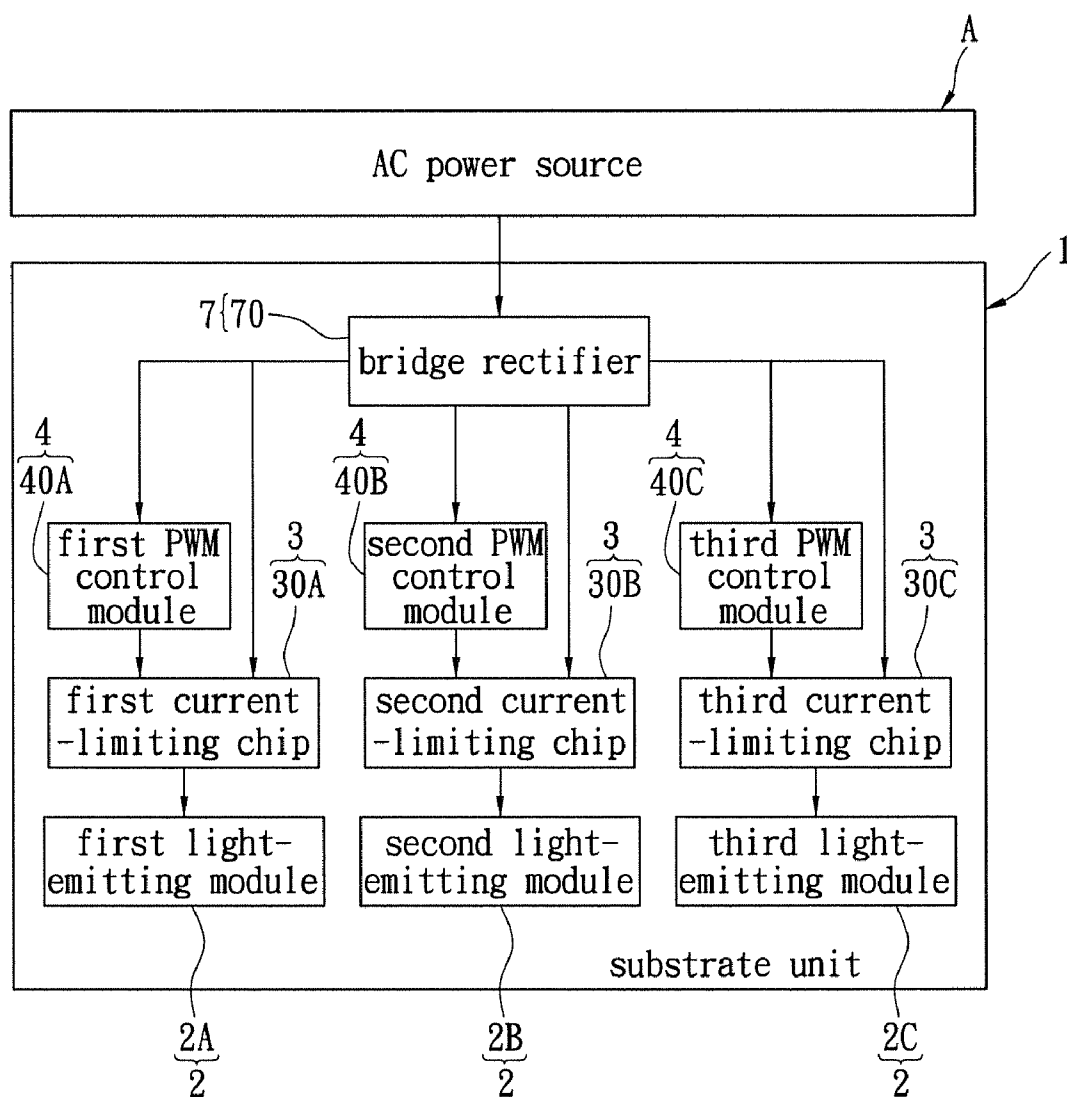 A
AC power source
1
7{70
bridge rectifier
4
40A
4
40B
4
40C
first PWM
control
module
second PWM
control
module
third PWM
control
module
3
30A
3
30B
3
30C
first current
-limiting chip
second current
-limiting chip
third current
-limiting chip
first light-
emitting module
second light-
emitting module
third light-
emitting module
substrate unit
2A
2
2B
2
2C
2